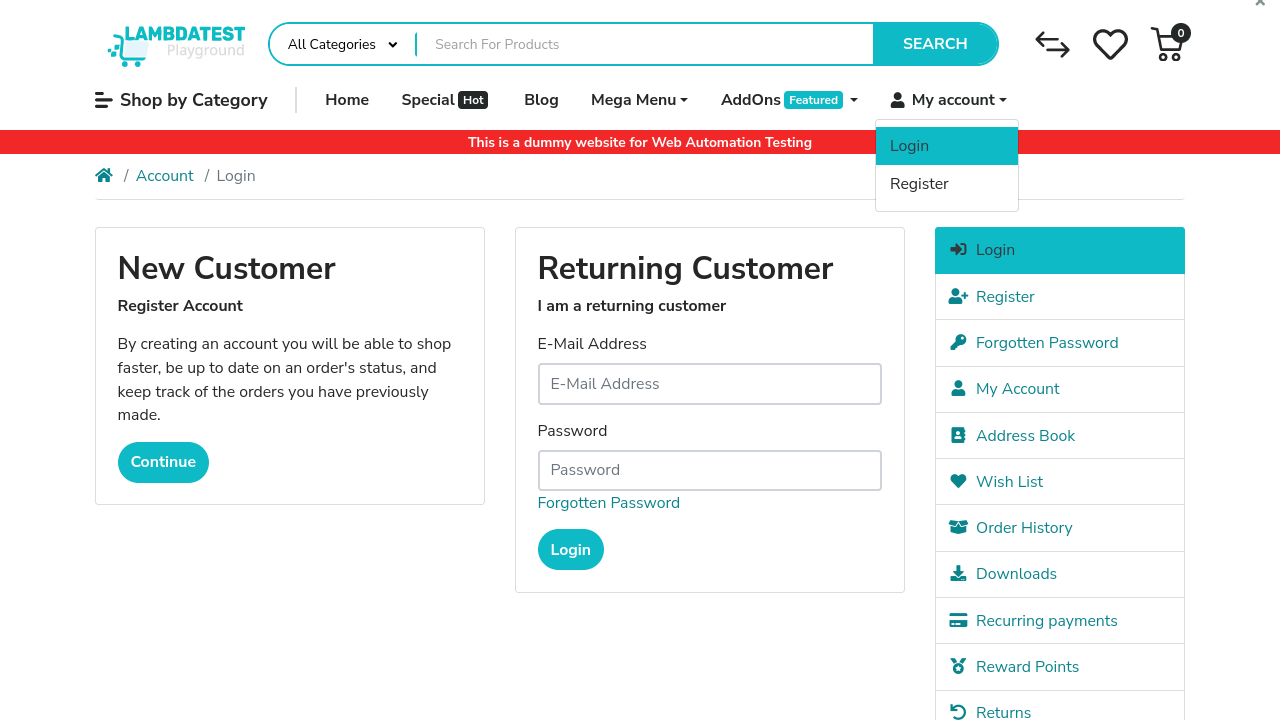 LAMBDATEST
Playground
All Categories
Search For Products
SEARCH
0
Shop by Category
Home
Special Hot
Blog
Mega Menu
AddOns Featured
My account
Login
Register
This is a dummy website for Web Automation Testing
/ Account / Login
New Customer
Register Account
By creating an account you will be able to shop
faster, be up to date on an order's status, and
keep track of the orders you have previously
made.
Continue
Returning Customer
I am a returning customer
E-Mail Address
E-Mail Address
Password
Password
Forgotten Password
Login
Login
Register
Forgotten Password
My Account
Address Book
Wish List
Order History
Downloads
Recurring payments
Reward Points
Returns